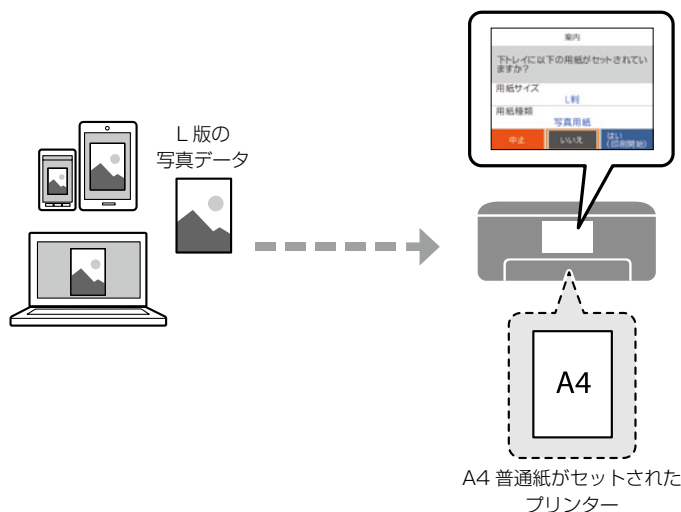 案内
下トレイに以下の用紙がセットされてい
ますか？
用紙サイズ
L判
用紙種類
写真用紙
中止
いいえ
はい
(印刷開始)
L 版の
写真データ
A4
A4 普通紙がセットされた
プリンター